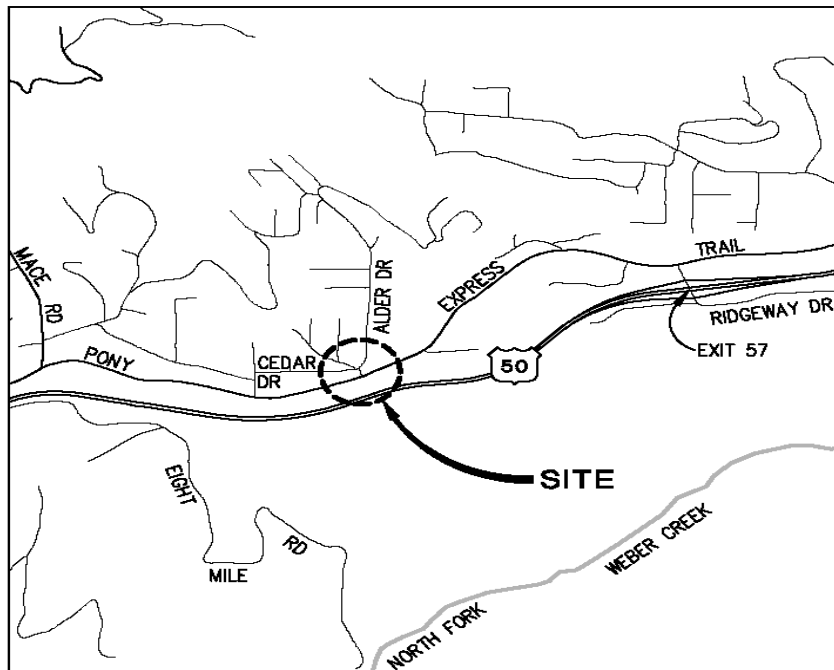 TRAIL
EXPRESS
ALDER DR
MACE
RD
RIDGEWAY DR
EXIT 57
PONY
CEDAR
DR
50
SITE
EIGHT
MILE
RD
WEBER CREEK
NORTH FORK